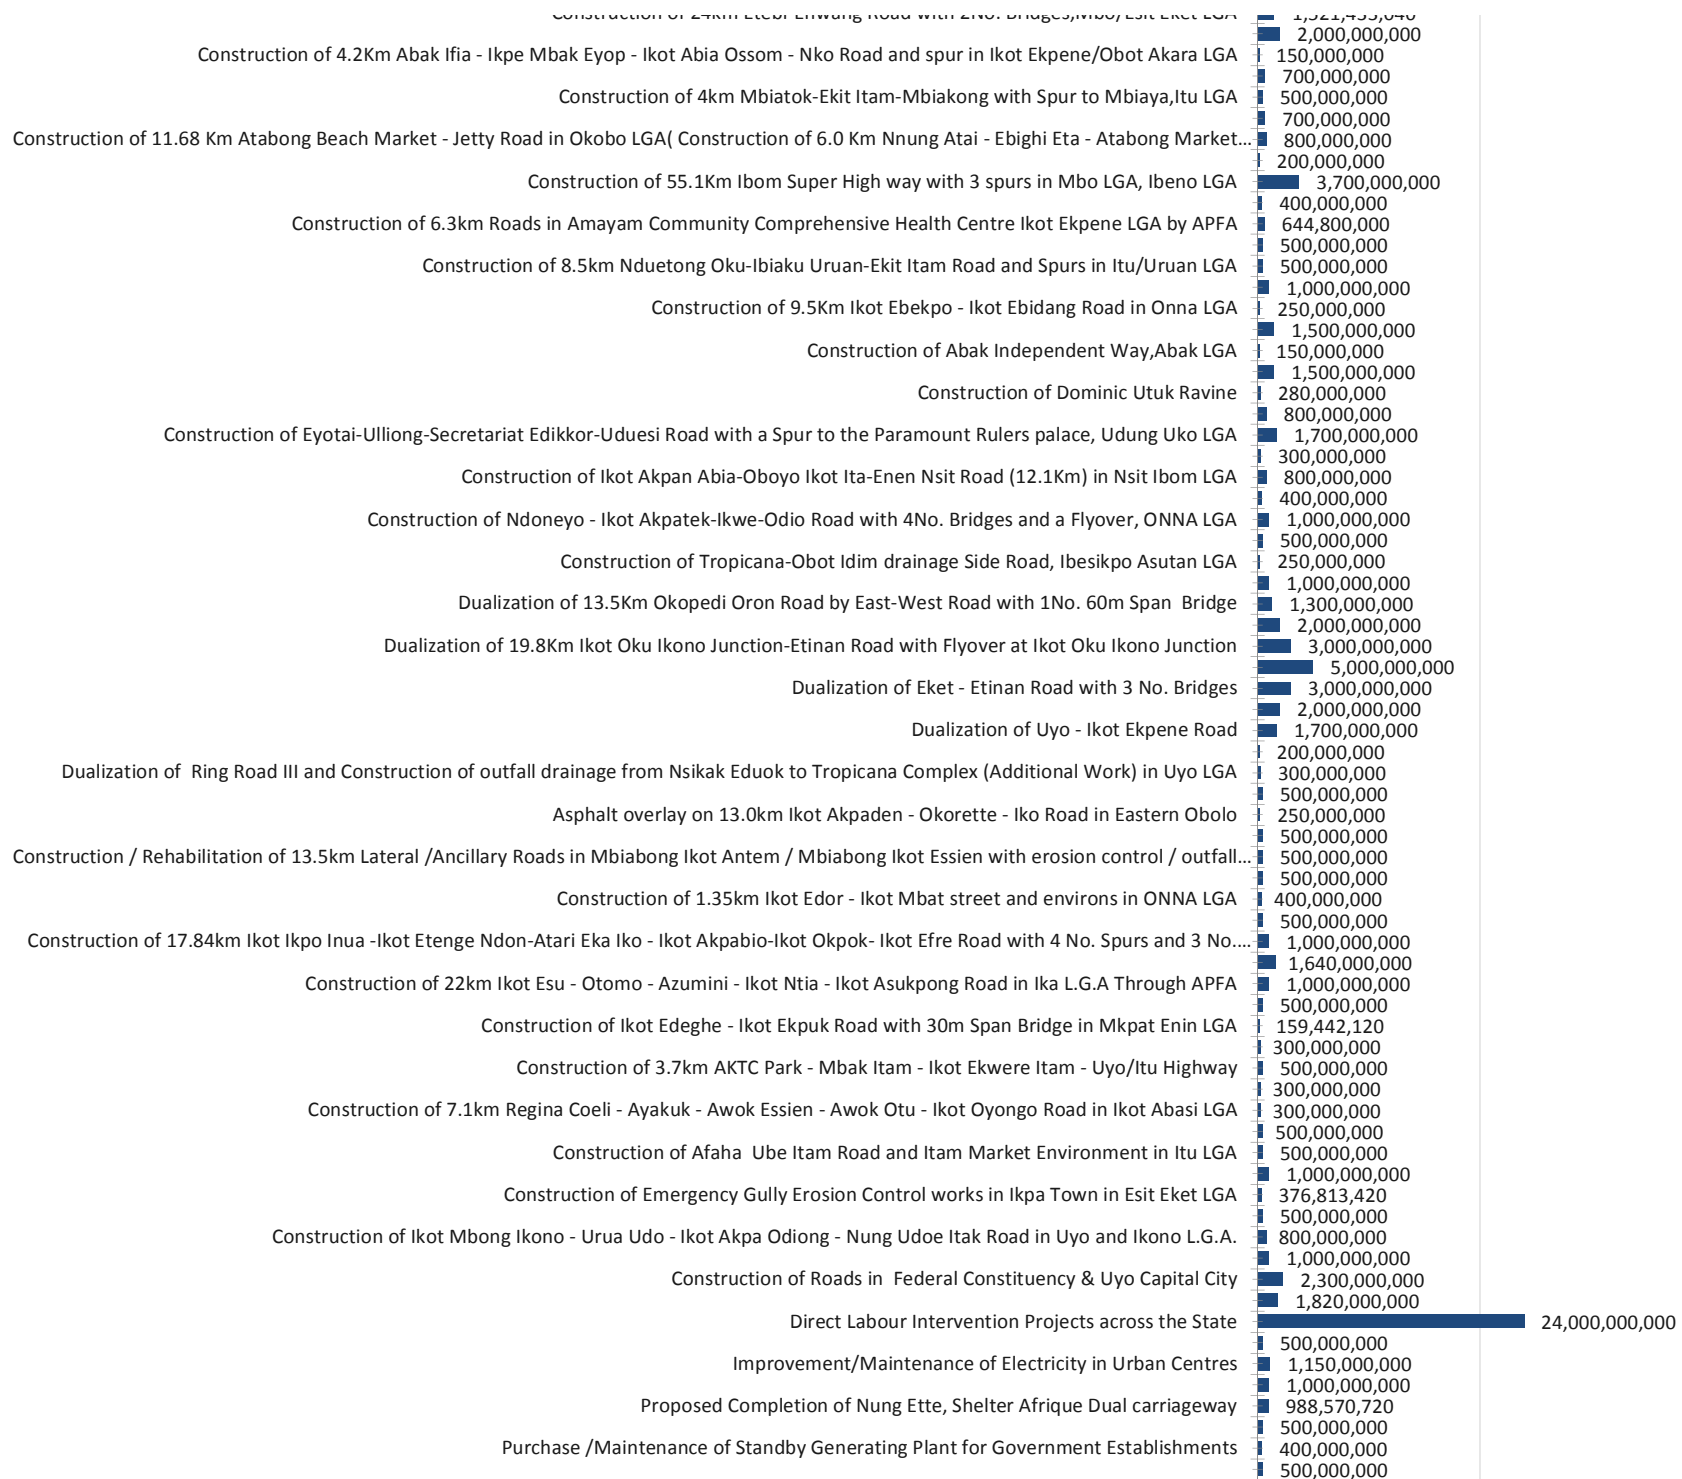 Construction of 24km Etebi Enwang Road with 2No. Bridges,Mbo/Esit Eket LGA 1,521,455,040
2,000,000,000
Construction of 4.2Km Abak Ifia - Ikpe Mbak Eyop - Ikot Abia Ossom - Nko Road and spur in Ikot Ekpene/Obot Akara LGA 150,000,000
700,000,000
Construction of 4km Mbiatok-Ekit Itam-Mbiakong with Spur to Mbiaya,Itu LGA 500,000,000
700,000,000
Construction of 11.68 Km Atabong Beach Market - Jetty Road in Okobo LGA( Construction of 6.0 Km Nnung Atai - Ebighi Eta - Atabong Market... 800,000,000
200,000,000
Construction of 55.1Km Ibom Super High way with 3 spurs in Mbo LGA, Ibeno LGA 3,700,000,000
400,000,000
Construction of 6.3km Roads in Amayam Community Comprehensive Health Centre Ikot Ekpene LGA by APFA 644,800,000
500,000,000
Construction of 8.5km Nduetong Oku-Ibiaku Uruan-Ekit Itam Road and Spurs in Itu/Uruan LGA 500,000,000
1,000,000,000
Construction of 9.5Km Ikot Ebekpo - Ikot Ebidang Road in Onna LGA 250,000,000
1,500,000,000
Construction of Abak Independent Way,Abak LGA 150,000,000
1,500,000,000
Construction of Dominic Utuk Ravine 280,000,000
800,000,000
Construction of Eyotai-Ulliong-Secretariat Edikkor-Uduesi Road with a Spur to the Paramount Rulers palace, Udung Uko LGA 1,700,000,000
300,000,000
Construction of Ikot Akpan Abia-Oboyo Ikot Ita-Enen Nsit Road (12.1Km) in Nsit Ibom LGA 800,000,000
400,000,000
Construction of Ndoneyo - Ikot Akpatek-Ikwe-Odio Road with 4No. Bridges and a Flyover, ONNA LGA 1,000,000,000
500,000,000
Construction of Tropicana-Obot Idim drainage Side Road, Ibesikpo Asutan LGA 250,000,000
1,000,000,000
Dualization of 13.5Km Okopedi Oron Road by East-West Road with 1No. 60m Span Bridge 1,300,000,000
2,000,000,000
Dualization of 19.8Km Ikot Oku Ikono Junction-Etinan Road with Flyover at Ikot Oku Ikono Junction 3,000,000,000
5,000,000,000
Dualization of Eket - Etinan Road with 3 No. Bridges 3,000,000,000
2,000,000,000
Dualization of Uyo - Ikot Ekpene Road 1,700,000,000
200,000,000
Dualization of Ring Road III and Construction of outfall drainage from Nsikak Eduok to Tropicana Complex (Additional Work) in Uyo LGA 300,000,000
500,000,000
Asphalt overlay on 13.0km Ikot Akpaden - Okorette - Iko Road in Eastern Obolo 250,000,000
500,000,000
Construction / Rehabilitation of 13.5km Lateral /Ancillary Roads in Mbiabong Ikot Antem / Mbiabong Ikot Essien with erosion control / outfall... 500,000,000
500,000,000
Construction of 1.35km Ikot Edor - Ikot Mbat street and environs in ONNA LGA 400,000,000
500,000,000
Construction of 17.84km Ikot Ikpo Inua -Ikot Etenge Ndon-Atari Eka Iko - Ikot Akpabio-Ikot Okpok- Ikot Efre Road with 4 No. Spurs and 3 No.... 1,000,000,000
1,640,000,000
Construction of 22km Ikot Esu - Otomo - Azumini - Ikot Ntia - Ikot Asukpong Road in Ika L.G.A Through APFA 1,000,000,000
500,000,000
Construction of Ikot Edeghe - Ikot Ekpuk Road with 30m Span Bridge in Mkpat Enin LGA 159,442,120
300,000,000
Construction of 3.7km AKTC Park - Mbak Itam - Ikot Ekwere Itam - Uyo/Itu Highway 500,000,000
300,000,000
Construction of 7.1km Regina Coeli - Ayakuk - Awok Essien - Awok Otu - Ikot Oyongo Road in Ikot Abasi LGA 300,000,000
500,000,000
Construction of Afaha Ube Itam Road and Itam Market Environment in Itu LGA 500,000,000
1,000,000,000
Construction of Emergency Gully Erosion Control works in Ikpa Town in Esit Eket LGA 376,813,420
500,000,000
Construction of Ikot Mbong Ikono - Urua Udo - Ikot Akpa Odiong - Nung Udoe Itak Road in Uyo and Ikono L.G.A. 800,000,000
1,000,000,000
Construction of Roads in Federal Constituency & Uyo Capital City 2,300,000,000
1,820,000,000
Direct Labour Intervention Projects across the State 24,000,000,000
500,000,000
Improvement/Maintenance of Electricity in Urban Centres 1,150,000,000
1,000,000,000
Proposed Completion of Nung Ette, Shelter Afrique Dual carriageway 988,570,720
500,000,000
Purchase /Maintenance of Standby Generating Plant for Government Establishments 400,000,000
500,000,000